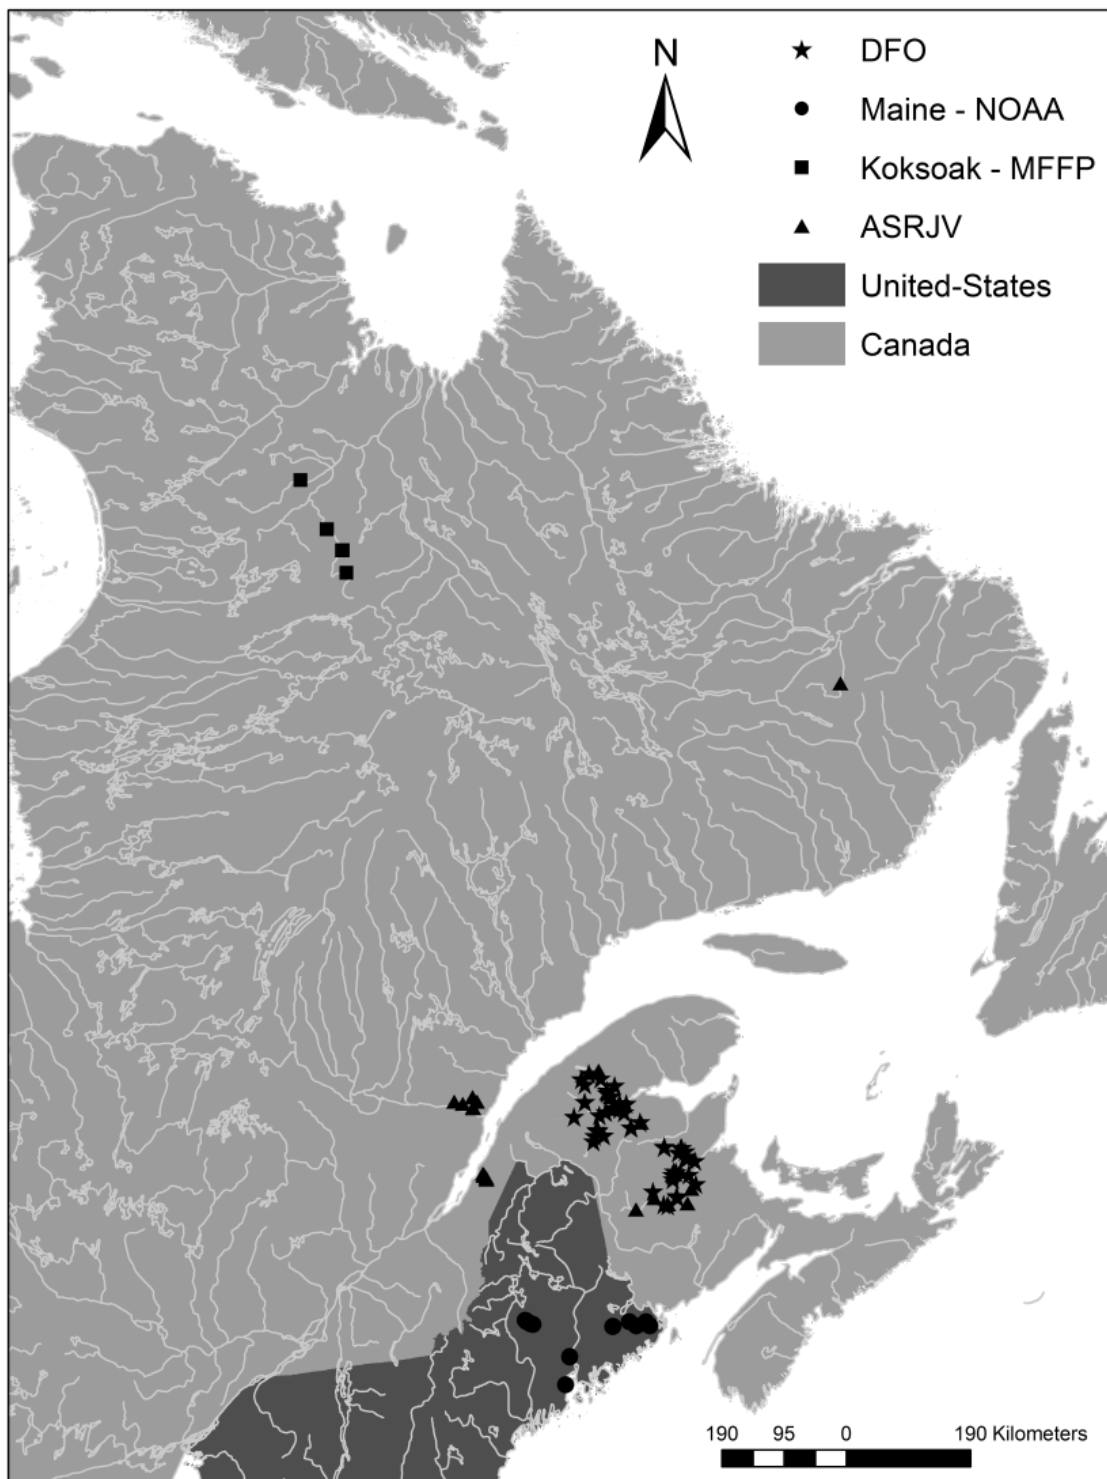 N
DFO
Maine - NOAA
Koksoak - MFFP
ASRJV
United-States
Canada
190 95 0 190 Kilometers